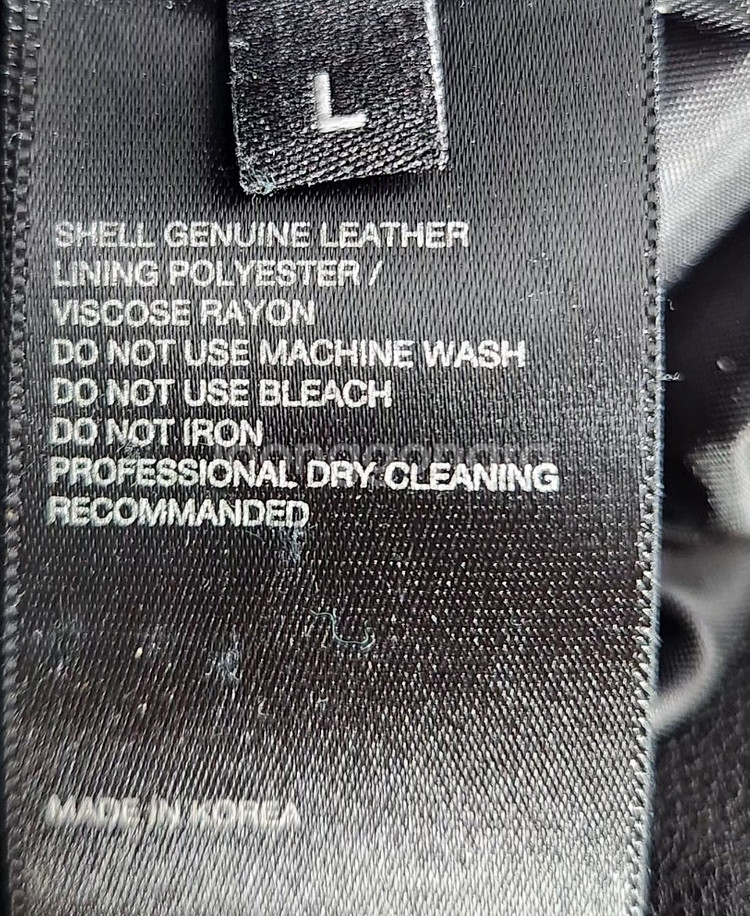 L
SHELL GENUINE LEATHER
LINING POLYESTER /
VISCOSE RAYON
DO NOT USE MACHINE WASH
DO NOT USE BLEACH
DO NOT IRON
PROFESSIONAL DRY CLEANING
RECOMMANDED
MADE IN KOREA